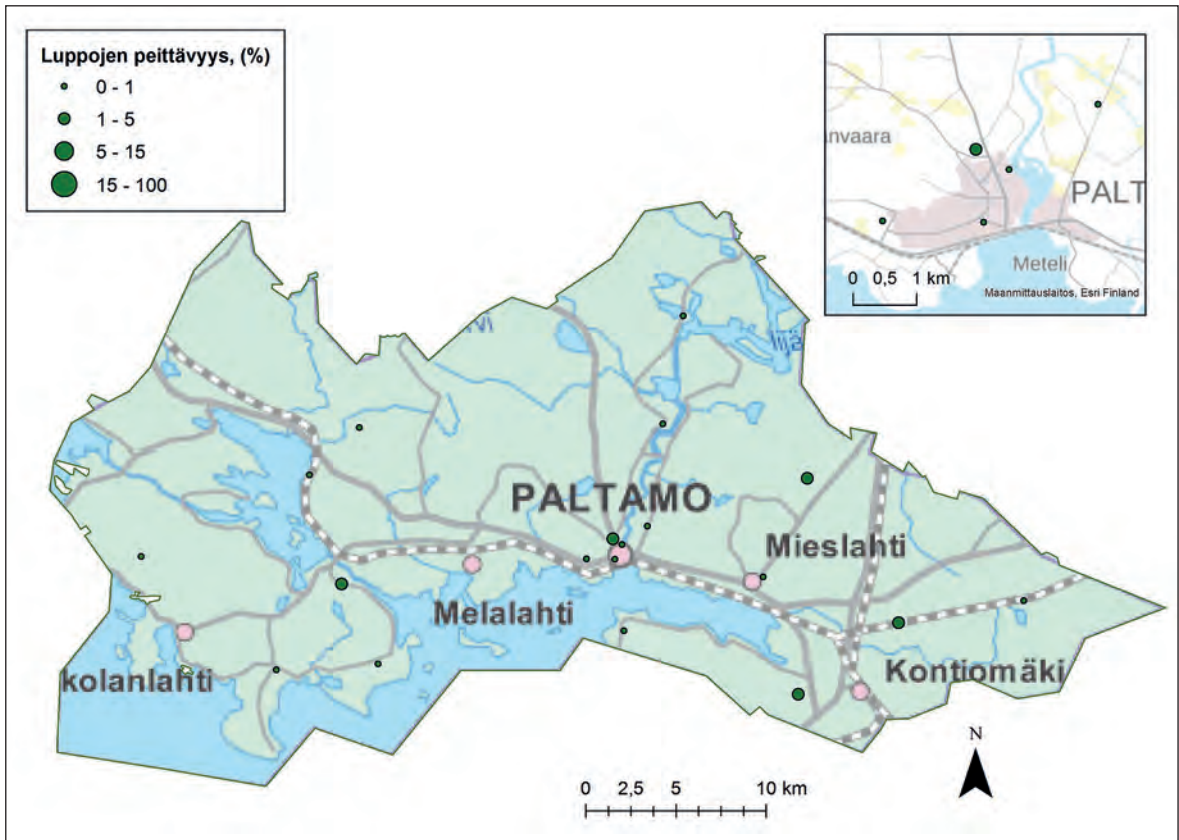 Luppojen peittävyys, (%)
0 - 1
1 - 5
5 - 15
15 - 100
anvaara
PALT
Meteli
0 0,5 1 km
Maanmittauslaitos, Esri Finland
PALTAMO
Mieslahti
Melalahti
kolanlahti
Kontiomäki
N
0 2,5 5 10 km